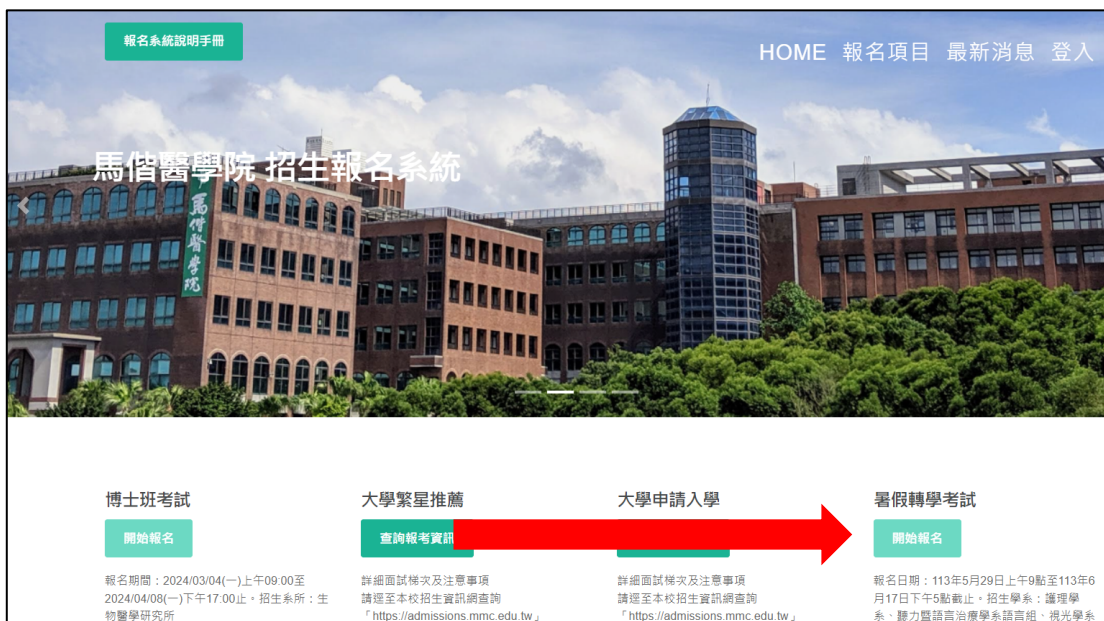 報名系統說明手冊
HOME 報名項目 最新消息 登入
馬偕醫學院 招生報名系統
馬偕醫學院
博士班考試
開始報名
報名期間：2024/03/04(一)上午09:00至
2024/04/08(一)下午17:00止。招生系所：生
物醫學研究所
大學繁星推薦
查詢報考資訊
詳細面試梯次及注意事項
請逕至本校招生資訊網查詢
「https://admissions.mmc.edu.tw」
大學申請入學
詳細面試梯次及注意事項
請逕至本校招生資訊網查詢
「https://admissions.mmc.edu.tw」
暑假轉學考試
開始報名
報名日期：113年5月29日上午9點至113年6
月17日下午5點截止。招生學系：護理學
系、聽力暨語言治療學系語言組、視光學系